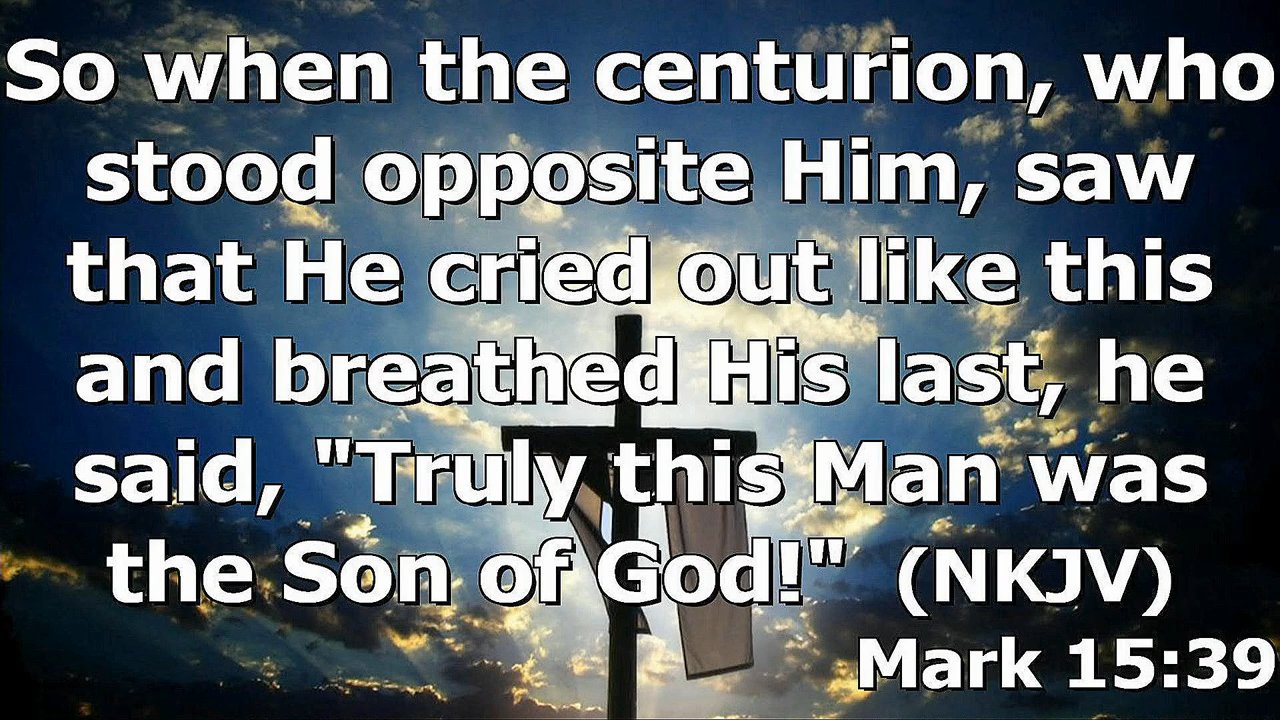 So when the centurion, who
stood opposite Him, saw
that He cried out like this
and breathed His last, he
said, "Truly this Man was
the Son of God!" (NKJV)
Mark 15:39